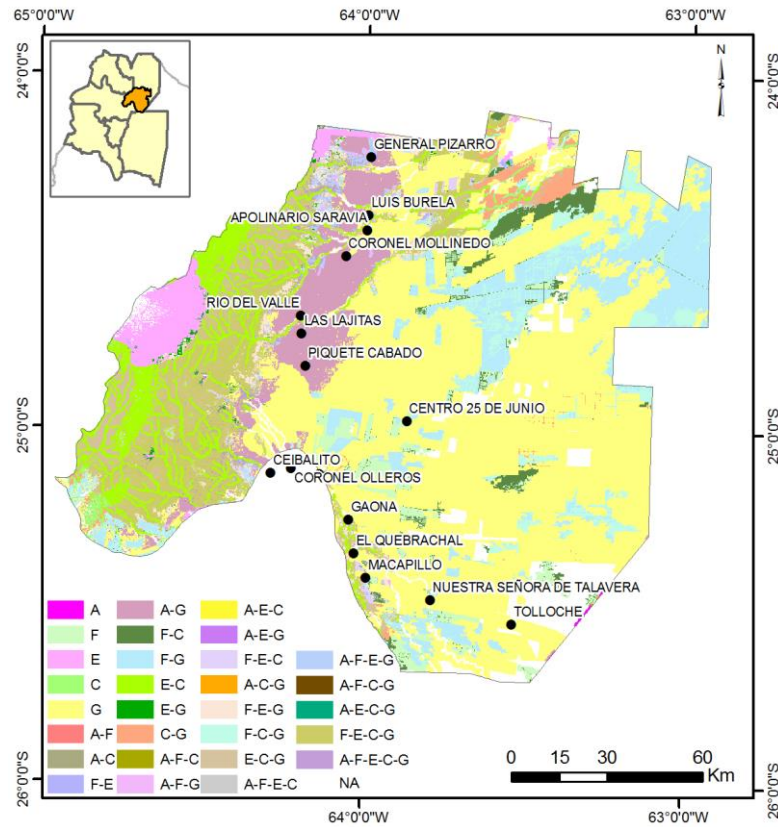 65°0'0"W 64°0'0"W 63°0'0"W
24°0'0"S
24°0'0"S
N
GENERAL PIZARRO
LUIS BURELA
APOLINARIO SARAVIA
CORONEL MOLLINEDO
RIO DEL VALLE
LAS LAJITAS
PIQUETE CABADO
CENTRO 25 DE JUNIO
25°0'0"S
25°0'0"S
CEIBALITO
CORONEL OLLEROS
GAONA
EL QUEBRACHAL
MACAPILLO
NUESTRA SEÑORA DE TALAVERA
TOLLOCHE
A A-G A-E-C
F F-C A-E-G
E F-G F-E-C A-F-E-G
C E-C A-C-G A-F-C-G
G E-G F-E-G A-E-C-G
A-F C-G F-C-G F-E-C-G
A-C A-F-C E-C-G A-F-E-C-G
F-E A-F-G A-F-E-C NA
0 15 30 60
Km
26°0'0"S
26°0'0"S
64°0'0"W 63°0'0"W